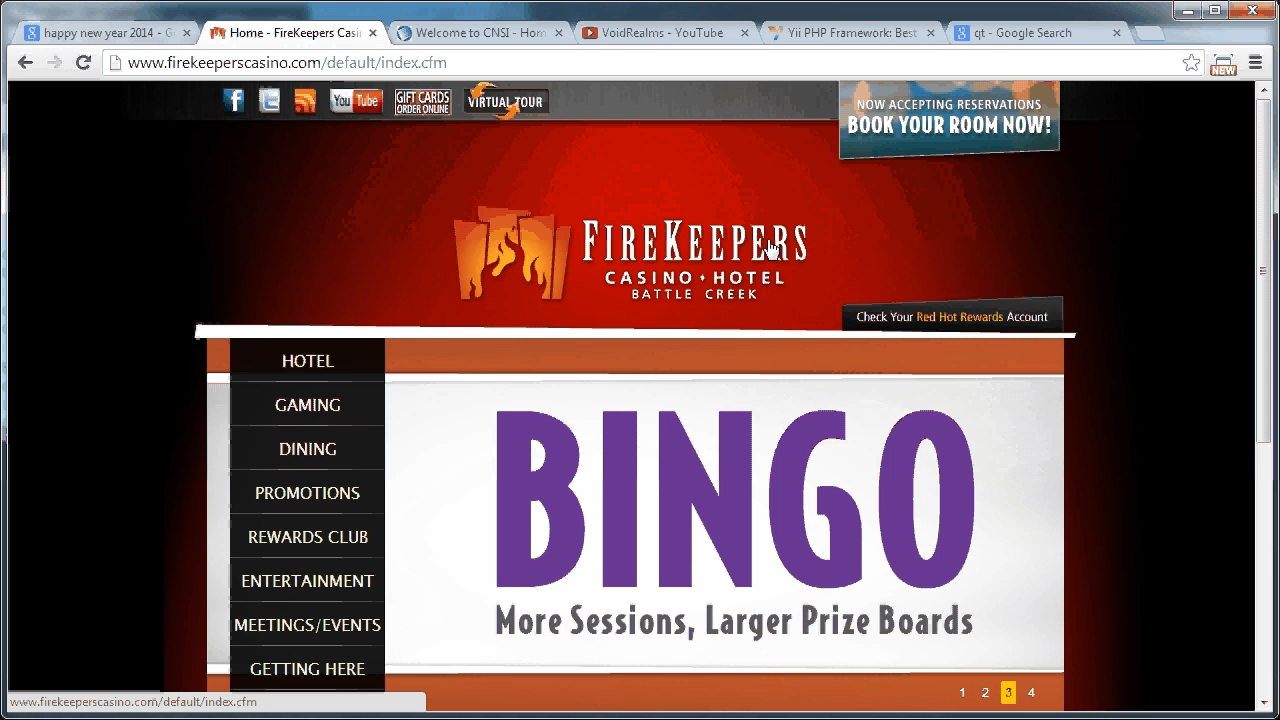 happy new year 2014 - G
Home - FireKeepers Casi
Welcome to CNSI - Hom
VoidRealms - YouTube
Yii PHP Framework: Best
qt - Google Search
www.firekeeperscasino.com/default/index.cfm
NEW
You Tube
GIFT CARDS
ORDER ONLINE
VIRTUAL TOUR
NOW ACCEPTING RESERVATIONS
BOOK YOUR ROOM NOW!
FIREKEEPERS
CASINO • HOTEL
BATTLE CREEK
Check Your Red Hot Rewards Account
HOTEL
GAMING
DINING
PROMOTIONS
REWARDS CLUB
ENTERTAINMENT
MEETINGS/EVENTS
GETTING HERE
BINGO
More Sessions, Larger Prize Boards
1 2 3 4
www.firekeeperscasino.com/default/index.cfm